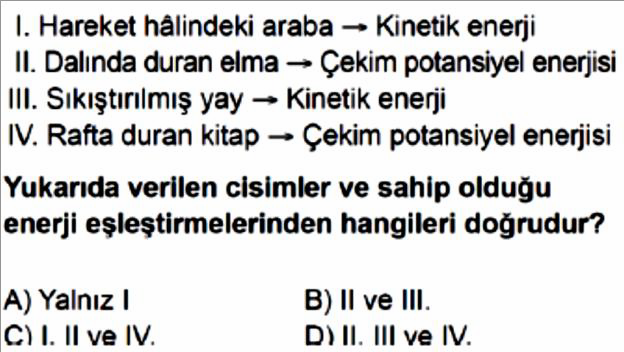 I. Hareket hâlindeki araba → Kinetik enerji
II. Dalında duran elma → Çekim potansiyel enerjisi
III. Sıkıştırılmış yay → Kinetik enerji
IV. Rafta duran kitap → Çekim potansiyel enerjisi
Yukarıda verilen cisimler ve sahip olduğu
enerji eşleştirmelerinden hangileri doğrudur?
A) Yalnız I B) II ve III.
C) I. II ve IV. D) II. III ve IV.